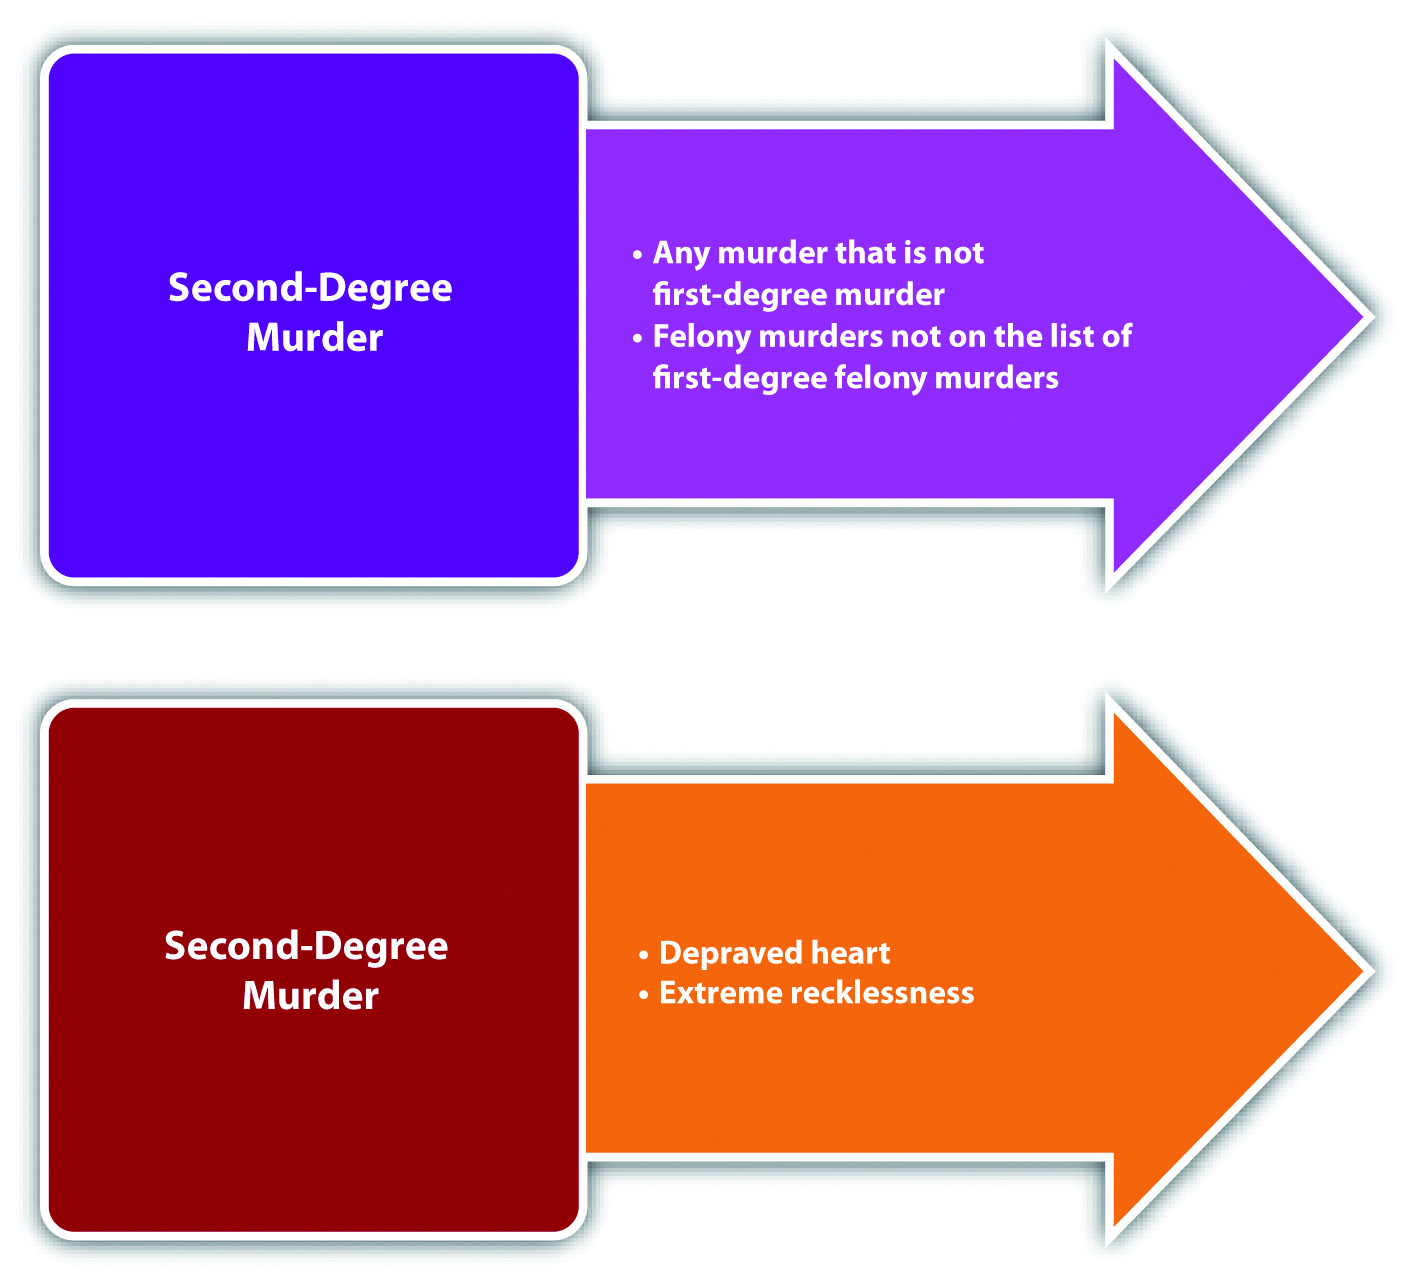 Second-Degree
Murder
• Any murder that is not
first-degree murder
• Felony murders not on the list of
first-degree felony murders
Second-Degree
Murder
• Depraved heart
• Extreme recklessness